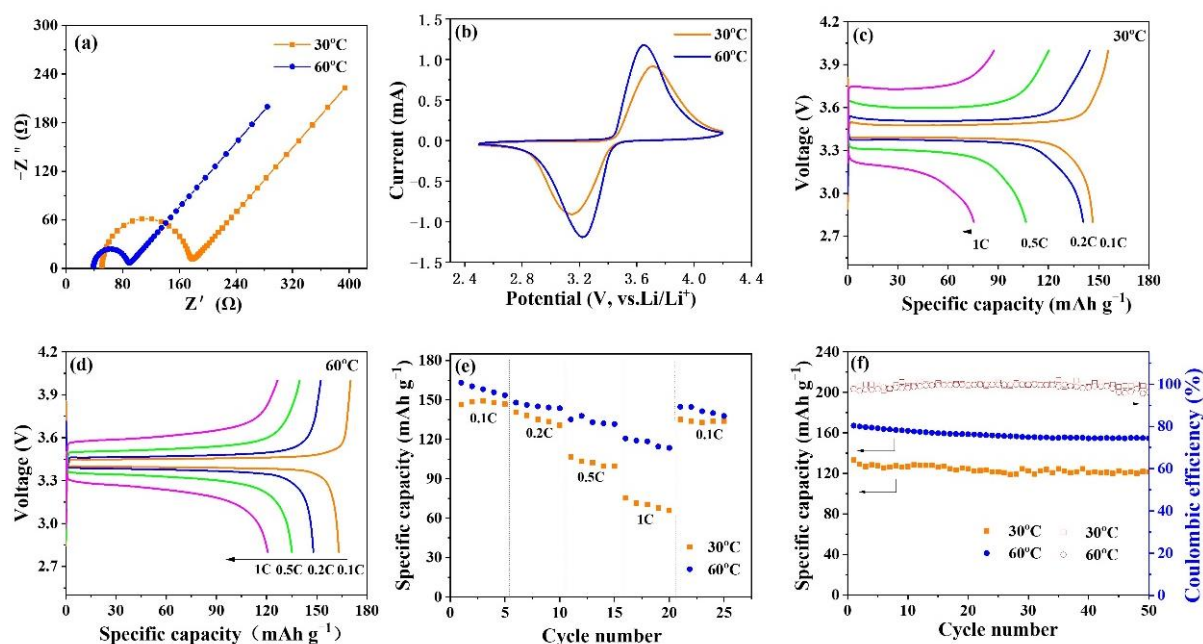 (a)
30°C
60°C
300
240
180
120
60
0
−Z″ (Ω)
0 80 160 240 320 400
Z′ (Ω)
(b)
30°C
60°C
1.5
1.0
0.5
0.0
−0.5
−1.0
−1.5
Current (mA)
2.4 2.8 3.2 3.6 4.0 4.4
Potential (V, vs.Li/Li⁺)
(c)
30°C
4.2
3.9
3.6
3.3
3.0
2.7
Voltage (V)
1C 0.5C 0.2C 0.1C
0 30 60 90 120 150 180
Specific capacity (mAh g⁻¹)
(d)
60°C
4.2
3.9
3.6
3.3
3.0
2.7
Voltage (V)
1C 0.5C 0.2C 0.1C
0 30 60 90 120 150 180
Specific capacity (mAh g⁻¹)
(e)
180
150
120
90
60
30
0
Specific capacity (mAh g⁻¹)
0.1C
0.2C
0.5C
1C
0.1C
30°C
60°C
0 5 10 15 20 25
Cycle number
(f)
240
200
160
120
80
40
0
Specific capacity (mAh g⁻¹)
30°C 30°C
60°C 60°C
100
80
60
40
20
0
Coulombic efficiency (%)
0 10 20 30 40 50
Cycle number